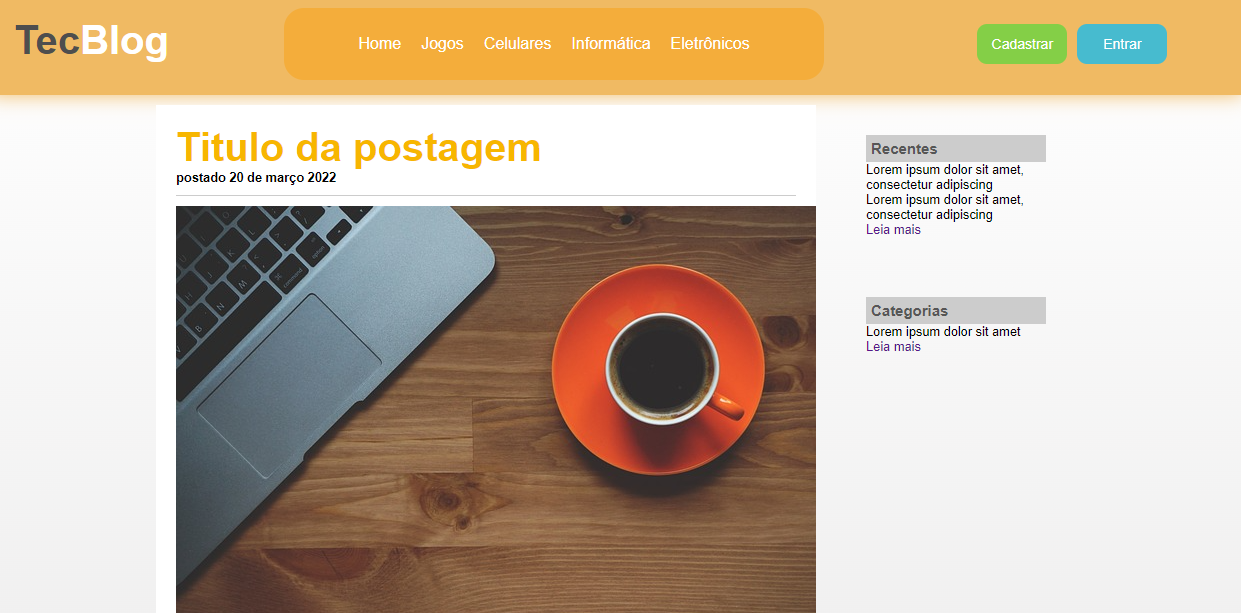 TecBlog
Home Jogos Celulares Informática Eletrônicos
Cadastrar Entrar
Titulo da postagem
postado 20 de março 2022
Recentes
Lorem ipsum dolor sit amet,
consectetur adipiscing
Lorem ipsum dolor sit amet,
consectetur adipiscing
Leia mais
Categorias
Lorem ipsum dolor sit amet
Leia mais